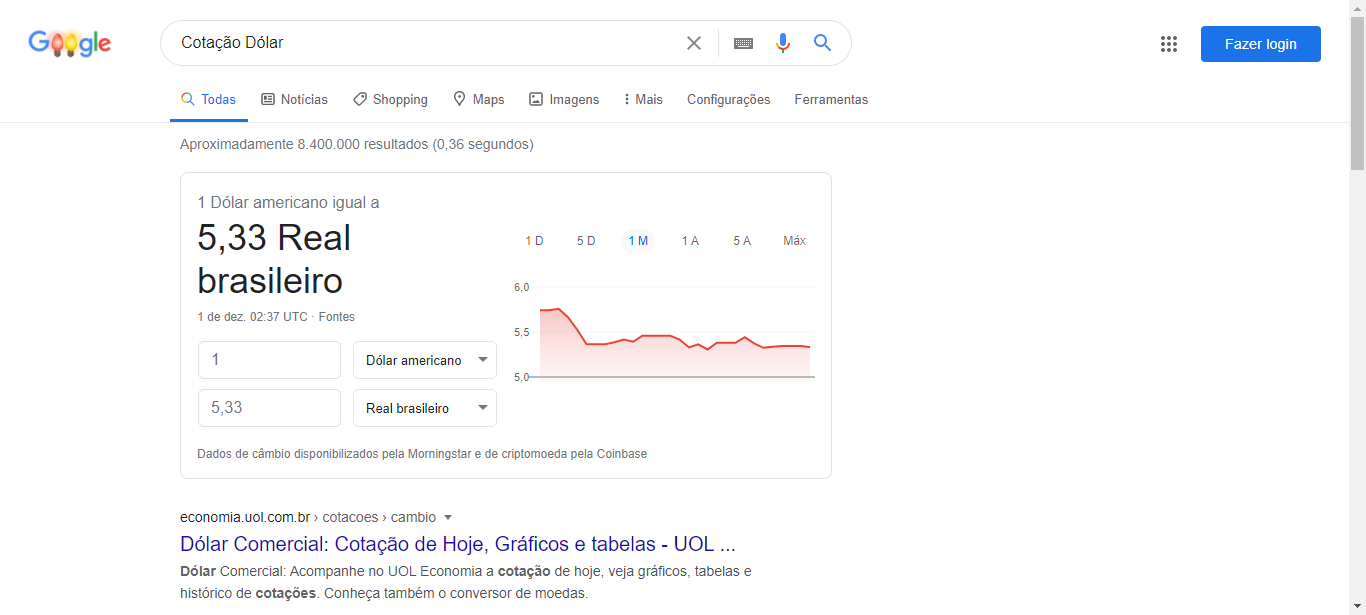 Google
Cotação Dólar
Fazer login
Todas
Notícias
Shopping
Maps
Imagens
Mais
Configurações
Ferramentas
Aproximadamente 8.400.000 resultados (0,36 segundos)
1 Dólar americano igual a
5,33 Real
brasileiro
1 de dez. 02:37 UTC · Fontes
1
Dólar americano
5,33
Real brasileiro
1 D
5 D
1 M
1 A
5 A
Máx
6,0
5,5
5,0
Dados de câmbio disponibilizados pela Morningstar e de criptomoeda pela Coinbase
economia.uol.com.br › cotacoes › cambio
Dólar Comercial: Cotação de Hoje, Gráficos e tabelas - UOL ...
Dólar Comercial: Acompanhe no UOL Economia a cotação de hoje, veja gráficos, tabelas e
histórico de cotações. Conheça também o conversor de moedas.